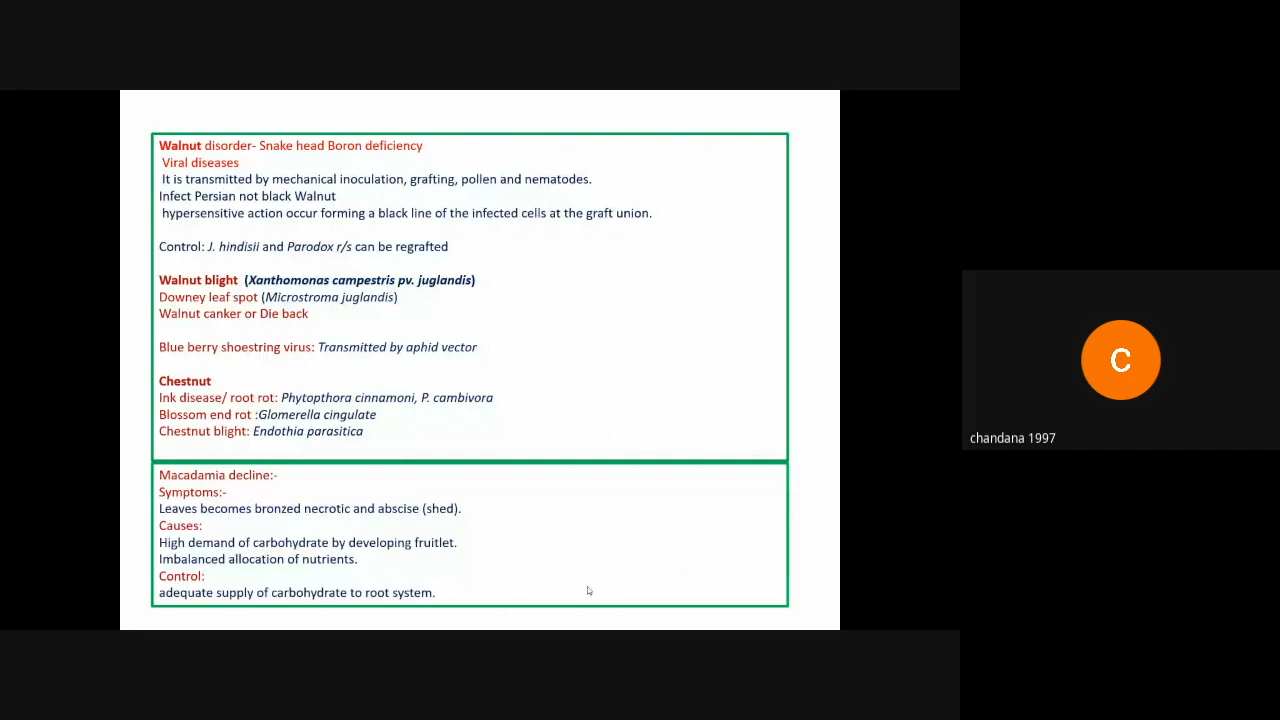 Walnut disorder- Snake head Boron deficiency
Viral diseases
It is transmitted by mechanical inoculation, grafting, pollen and nematodes.
Infect Persian not black Walnut
hypersensitive action occur forming a black line of the infected cells at the graft union.
Control: J. hindisii and Parodox r/s can be regrafted
Walnut blight (Xanthomonas campestris pv. juglandis)
Downey leaf spot (Microstroma juglandis)
Walnut canker or Die back
Blue berry shoestring virus: Transmitted by aphid vector
Chestnut
Ink disease/ root rot: Phytopthora cinnamoni, P. cambivora
Blossom end rot :Glomerella cingulate
Chestnut blight: Endothia parasitica
Macadamia decline:-
Symptoms:-
Leaves becomes bronzed necrotic and abscise (shed).
Causes:
High demand of carbohydrate by developing fruitlet.
Imbalanced allocation of nutrients.
Control:
adequate supply of carbohydrate to root system.
C
chandana 1997